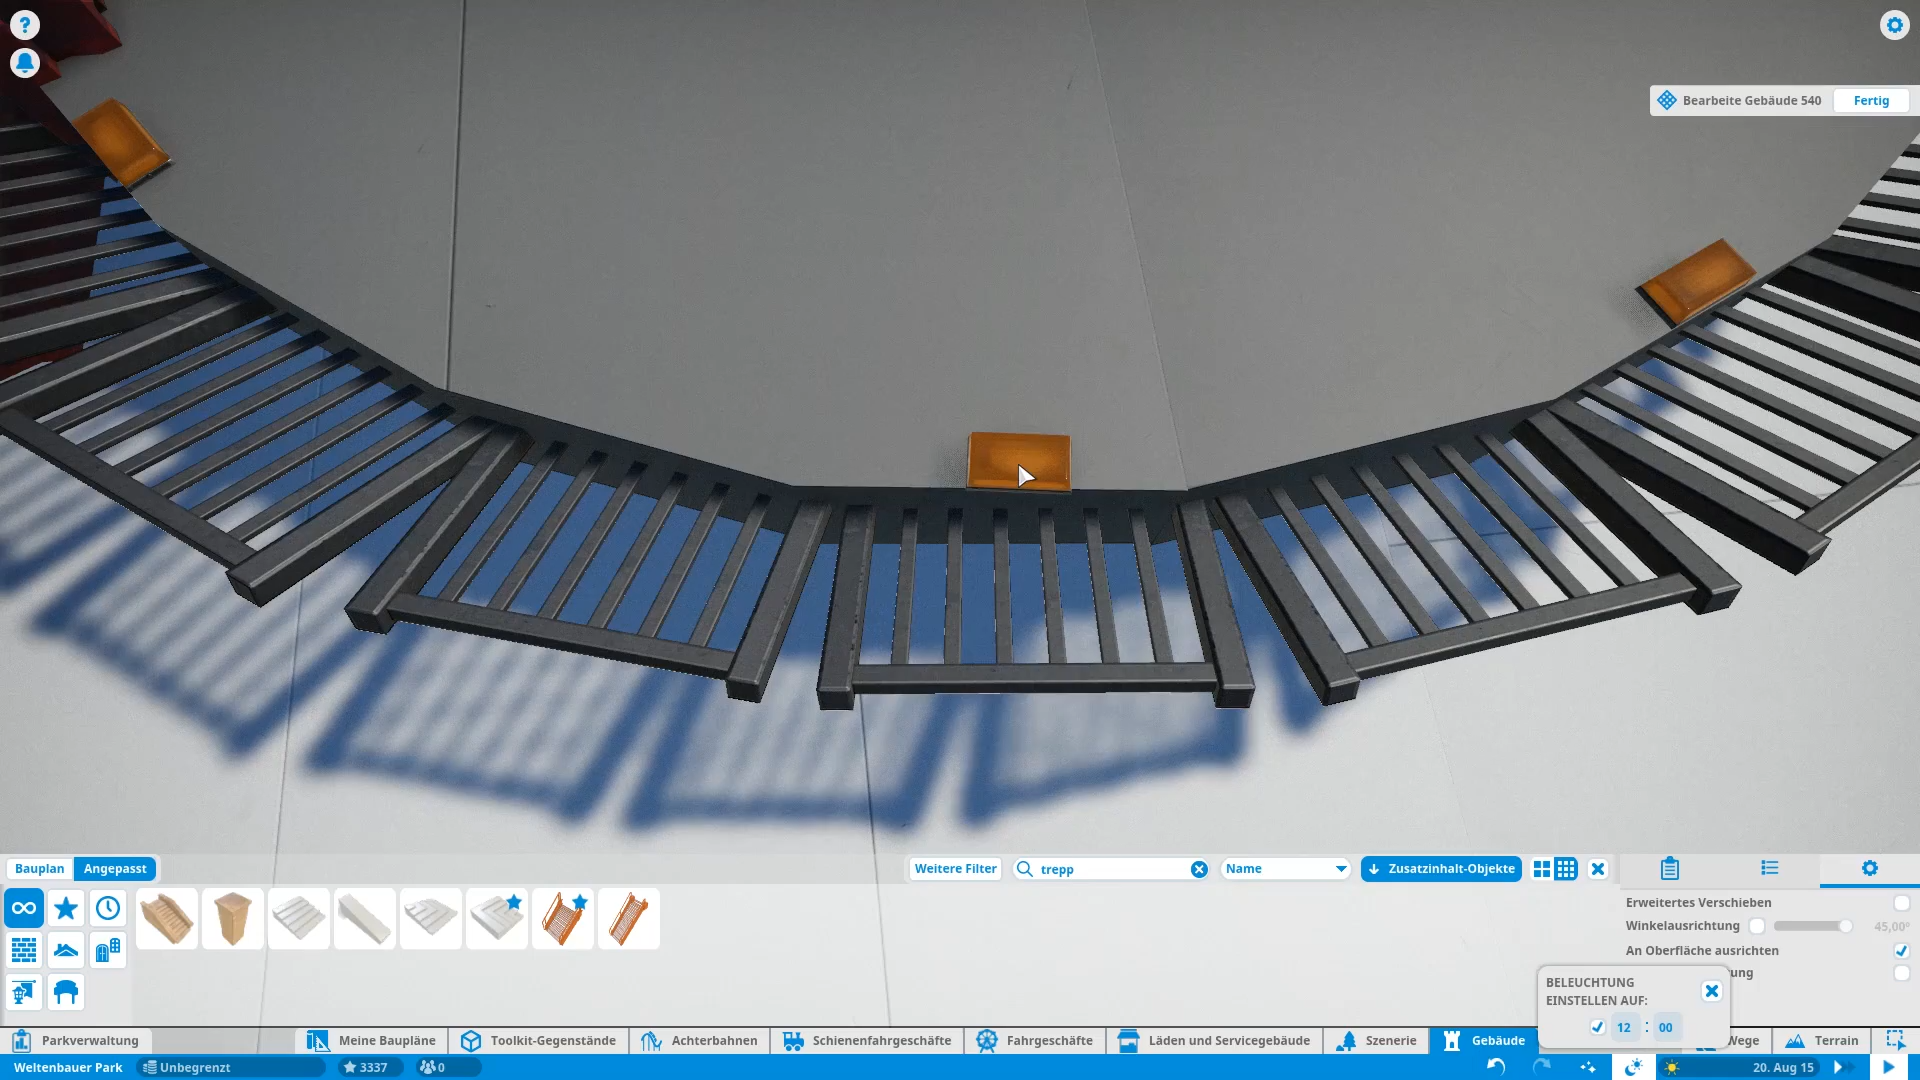 ?
Bearbeite Gebäude 540
Fertig
Bauplan
Angepasst
Weitere Filter
trepp
Name
Zusatzinhalt-Objekte
Erweitertes Verschieben
Winkelausrichtung
45,00°
An Oberfläche ausrichten
ung
BELEUCHTUNG
EINSTELLEN AUF:
12 : 00
Parkverwaltung
Meine Baupläne
Toolkit-Gegenstände
Achterbahnen
Schienenfahrgeschäfte
Fahrgeschäfte
Läden und Servicegebäude
Szenerie
Gebäude
Wege
Terrain
Weltenbauer Park
Unbegrenzt
3337
0
20. Aug 15